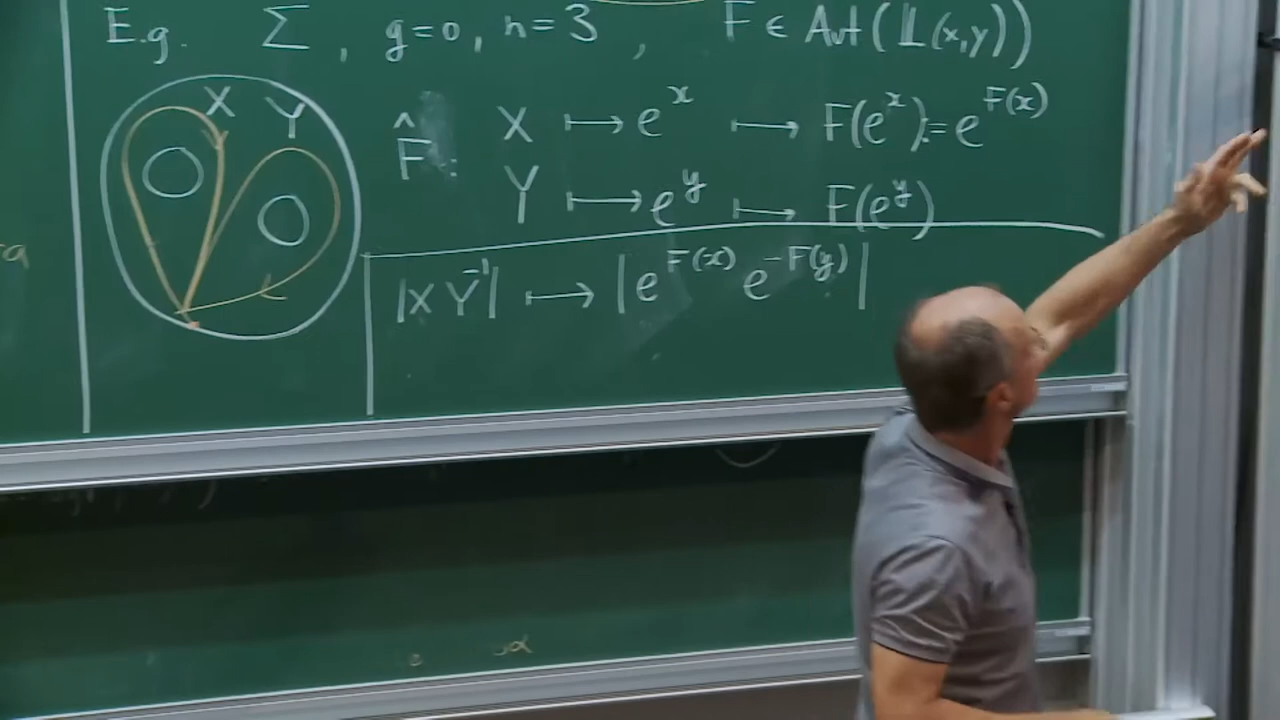 E.g. Σ, g=0, n=3, F ∈ Aut(𝕃(x,y))
X Y
F̂: X ↦ e^x ↦ F(e^x):=e^{F(x)}
Y ↦ e^y ↦ F(e^y)
|XY^{-1}| ↦ |e^{F(x)} e^{-F(y)}|
α